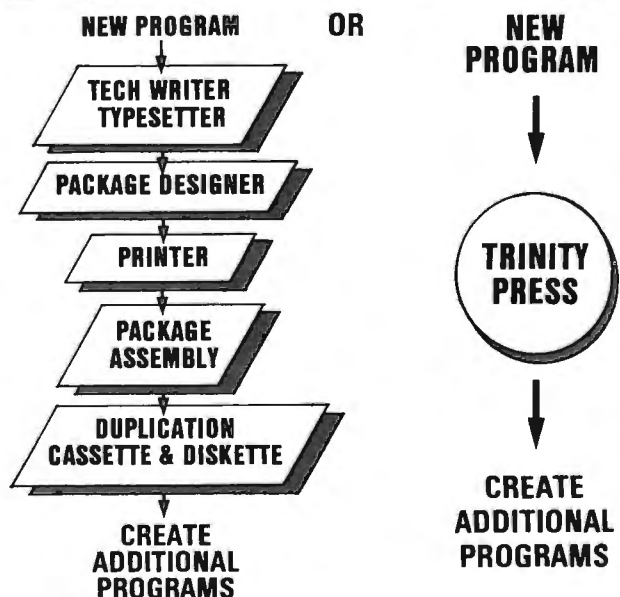 NEW PROGRAM
TECH WRITER
TYPESETTER
PACKAGE DESIGNER
PRINTER
PACKAGE
ASSEMBLY
DUPLICATION
CASSETTE & DISKETTE
CREATE
ADDITIONAL
PROGRAMS
OR
NEW
PROGRAM
TRINITY
PRESS
CREATE
ADDITIONAL
PROGRAMS